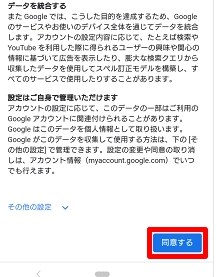 データを統合する
また Google では、こうした目的を達成するため、Google
のサービスやお使いのデバイス全体を通じてデータを統合
します。アカウントの設定内容に応じて、たとえば検索や
YouTube を利用した際に得られるユーザーの興味や関心の
情報に基づいて広告を表示したり、膨大な検索クエリから
収集したデータを使用してスペル訂正モデルを構築し、す
べてのサービスで使用したりすることがあります。
設定はご自身で管理いただけます
アカウントの設定に応じて、このデータの一部はご利用の
Google アカウントに関連付けられることがあります。
Google はこのデータを個人情報として取り扱います。
Google がこのデータを収集して使用する方法は、下の [そ
の他の設定] で管理できます。設定の変更や同意の取り消
しは、アカウント情報（myaccount.google.com）でいつ
でも行えます。
その他の設定
同意する